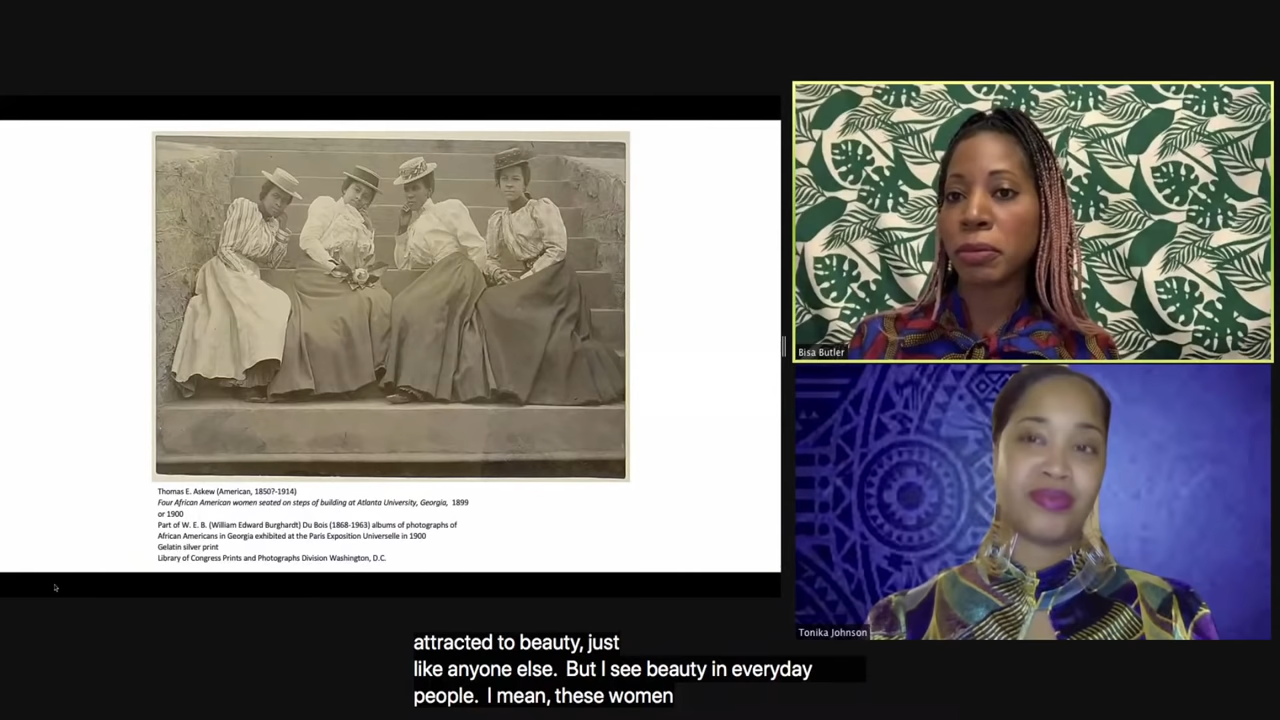 Thomas E. Askew (American, 1850?-1914)
Four African American women seated on steps of building at Atlanta University, Georgia, 1899
or 1900
Part of W. E. B. (William Edward Burghardt) Du Bois (1868-1963) albums of photographs of
African Americans in Georgia exhibited at the Paris Exposition Universelle in 1900
Gelatin silver print
Library of Congress Prints and Photographs Division Washington, D.C.
Bisa Butler
Tonika Johnson
attracted to beauty, just
like anyone else. But I see beauty in everyday
people. I mean, these women